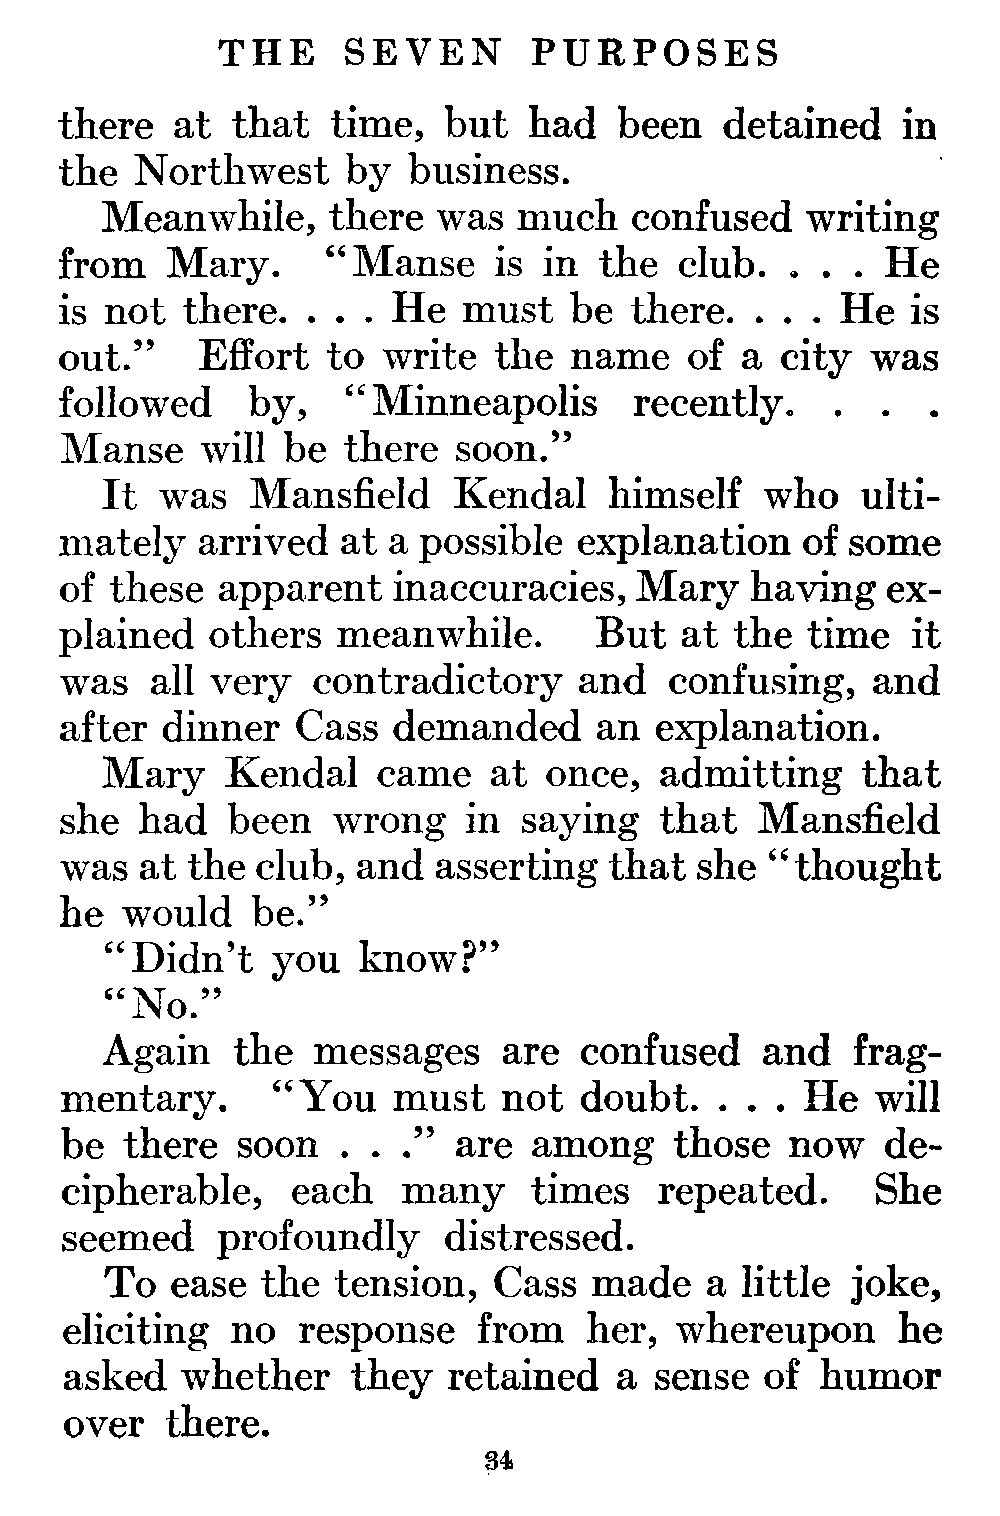 THE SEVEN PURPOSES
there at that time, but had been detained in
the Northwest by business.
Meanwhile, there was much confused writing
from Mary. “Manse is in the club. . . . He
is not there. . . . He must be there. . . . He is
out.” Effort to write the name of a city was
followed by, “Minneapolis recently. . . .
Manse will be there soon.”
It was Mansfield Kendal himself who ulti-
mately arrived at a possible explanation of some
of these apparent inaccuracies, Mary having ex-
plained others meanwhile. But at the time it
was all very contradictory and confusing, and
after dinner Cass demanded an explanation.
Mary Kendal came at once, admitting that
she had been wrong in saying that Mansfield
was at the club, and asserting that she “thought
he would be.”
“Didn’t you know?”
“No.”
Again the messages are confused and frag-
mentary. “You must not doubt. . . . He will
be there soon . . .” are among those now de-
cipherable, each many times repeated. She
seemed profoundly distressed.
To ease the tension, Cass made a little joke,
eliciting no response from her, whereupon he
asked whether they retained a sense of humor
over there.
34